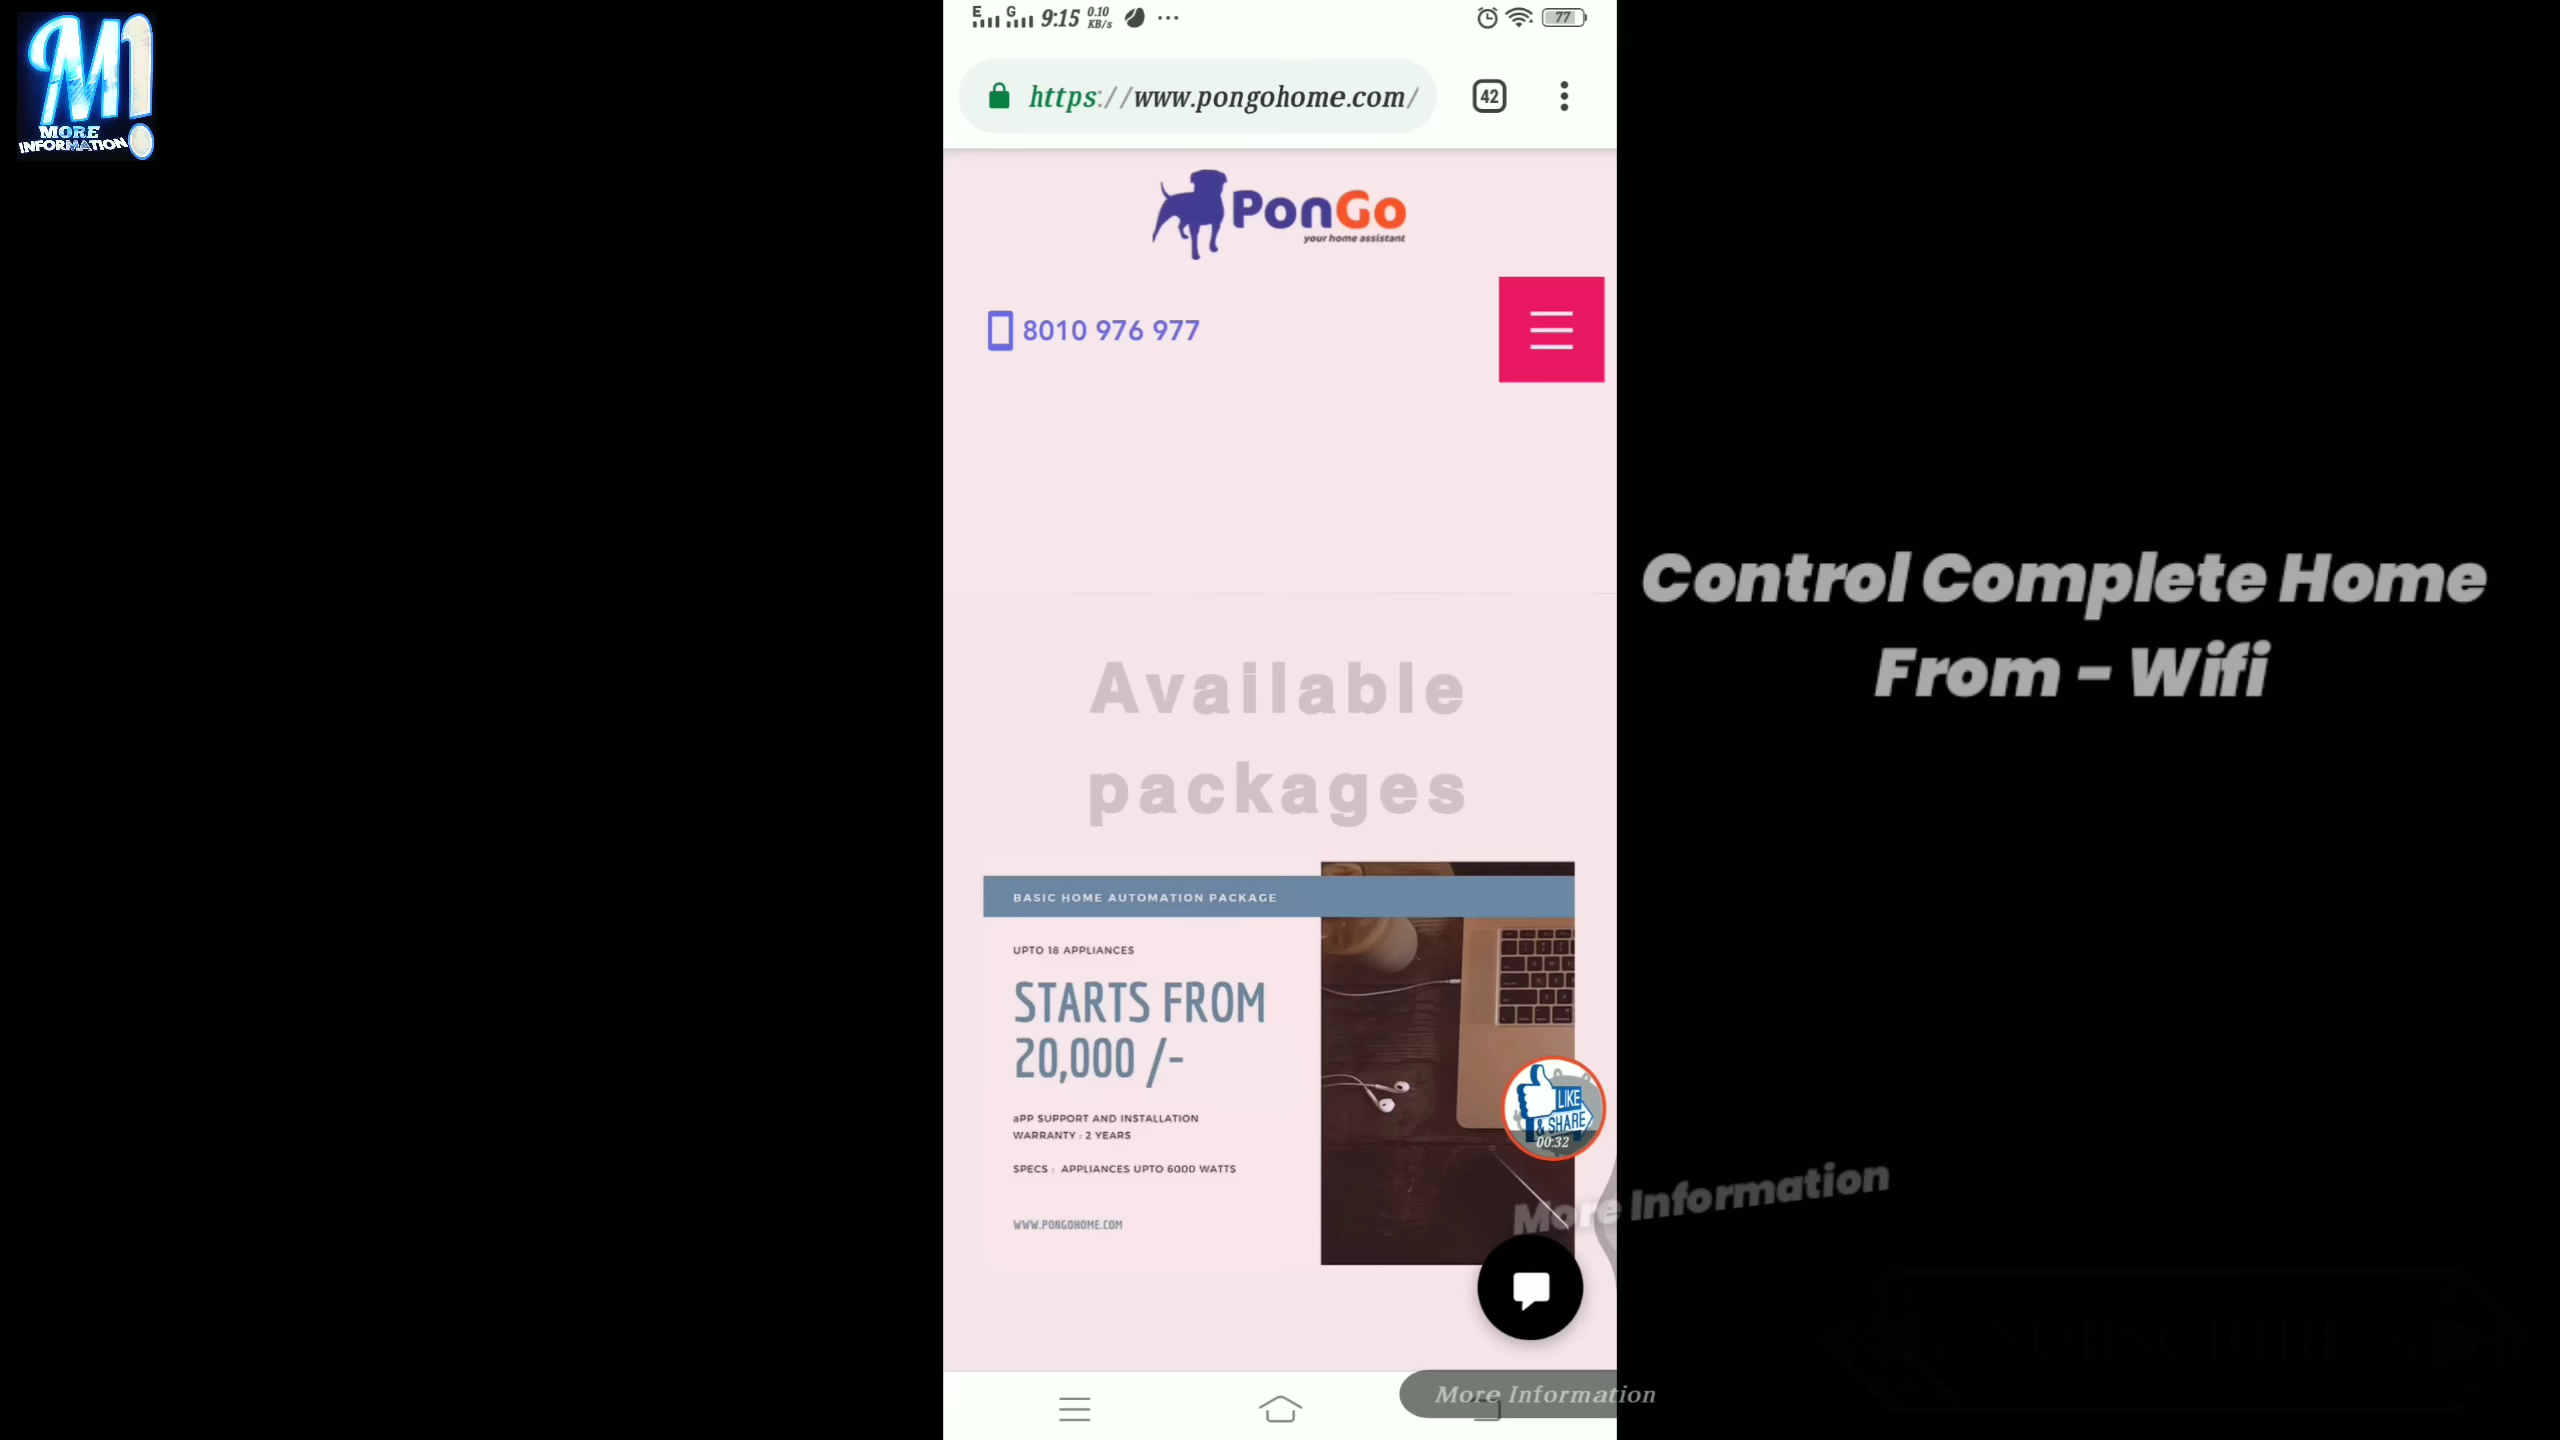 M!
MORE
INFORMATION
E G 9:15 0.10 KB/s ... 77
https://www.pongohome.com/ 42
PonGo
your home assistant
8010 976 977
Available
packages
BASIC HOME AUTOMATION PACKAGE
UPTO 18 APPLIANCES
STARTS FROM
20,000 /-
aPP SUPPORT AND INSTALLATION
WARRANTY : 2 YEARS
SPECS : APPLIANCES UPTO 6000 WATTS
WWW.PONGOHOME.COM
LIKE
& SHARE
00:32
Control Complete Home
From - Wifi
More Information
More Information